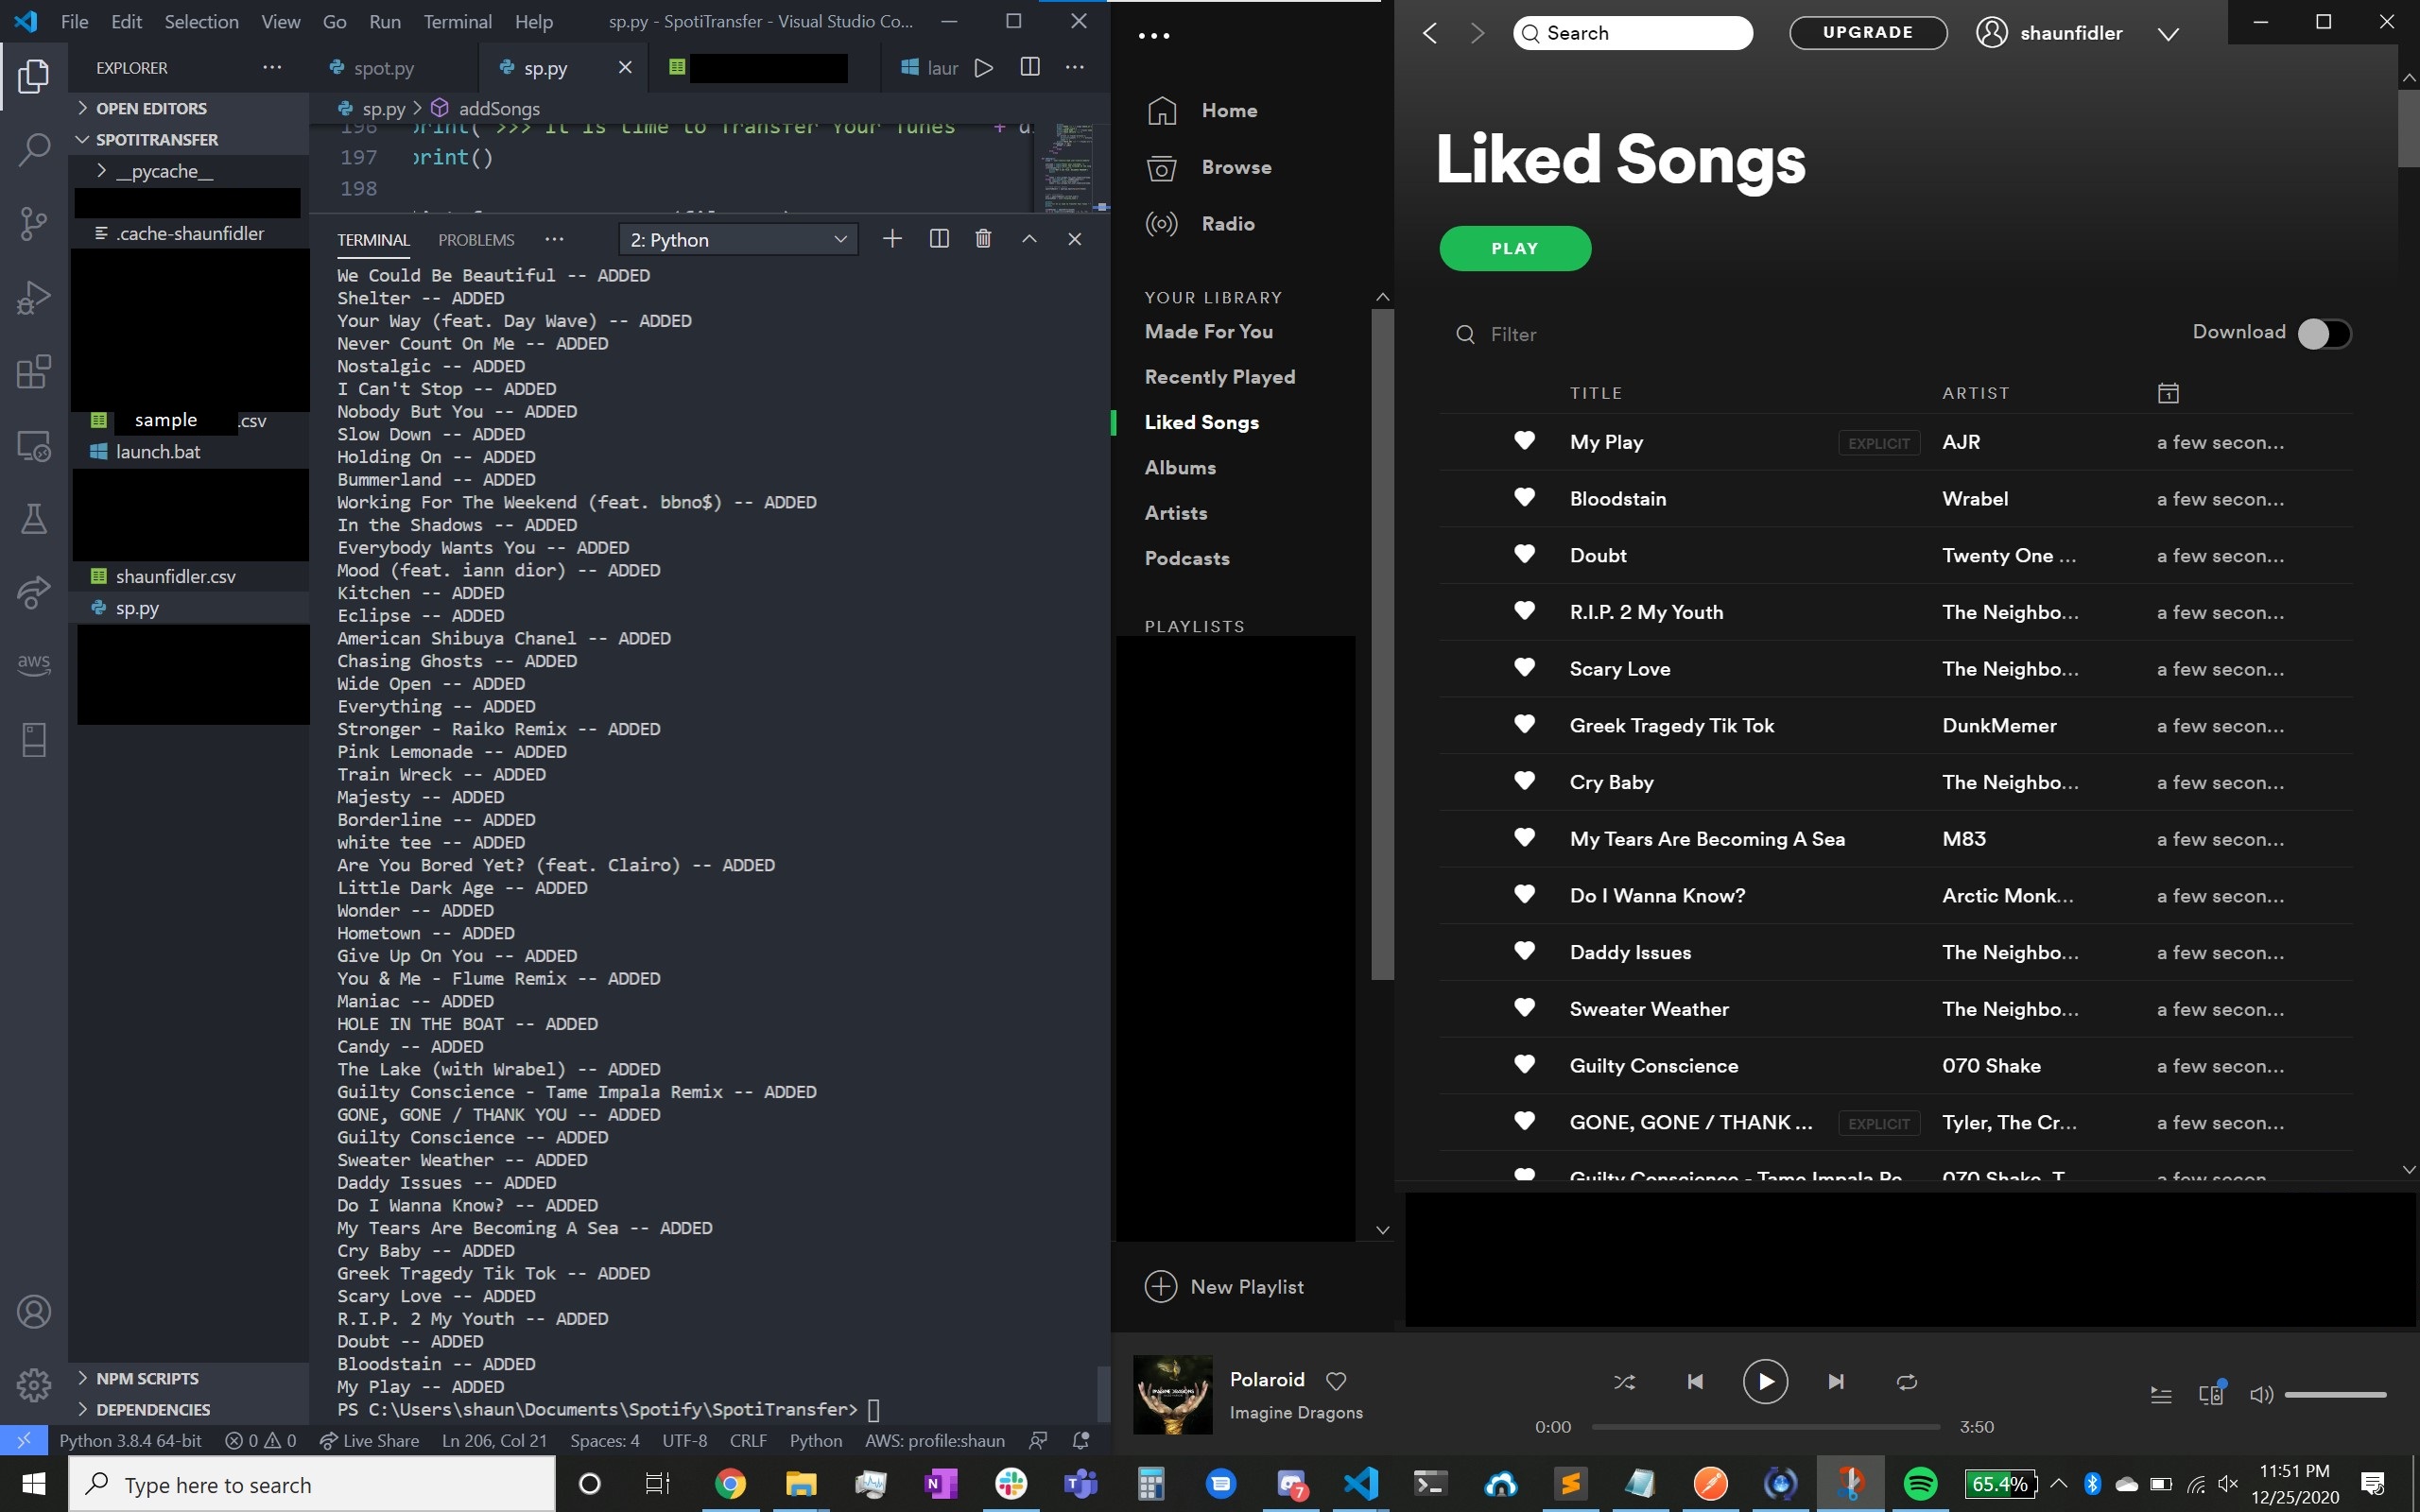 File Edit Selection View Go Run Terminal Help sp.py - SpotiTransfer - Visual Studio Co...
EXPLORER
OPEN EDITORS
SPOTITRANSFER
__pycache__
.cache-shaunfidler
sample .csv
launch.bat
shaunfidler.csv
sp.py
aws
NPM SCRIPTS
DEPENDENCIES
spot.py sp.py laur
sp.py > addSongs
196 print( >>> It is time to Transfer Your Tunes + d
197 print()
198
TERMINAL PROBLEMS 2: Python
We Could Be Beautiful -- ADDED
Shelter -- ADDED
Your Way (feat. Day Wave) -- ADDED
Never Count On Me -- ADDED
Nostalgic -- ADDED
I Can't Stop -- ADDED
Nobody But You -- ADDED
Slow Down -- ADDED
Holding On -- ADDED
Bummerland -- ADDED
Working For The Weekend (feat. bbno$) -- ADDED
In the Shadows -- ADDED
Everybody Wants You -- ADDED
Mood (feat. iann dior) -- ADDED
Kitchen -- ADDED
Eclipse -- ADDED
American Shibuya Chanel -- ADDED
Chasing Ghosts -- ADDED
Wide Open -- ADDED
Everything -- ADDED
Stronger - Raiko Remix -- ADDED
Pink Lemonade -- ADDED
Train Wreck -- ADDED
Majesty -- ADDED
Borderline -- ADDED
white tee -- ADDED
Are You Bored Yet? (feat. Clairo) -- ADDED
Little Dark Age -- ADDED
Wonder -- ADDED
Hometown -- ADDED
Give Up On You -- ADDED
You & Me - Flume Remix -- ADDED
Maniac -- ADDED
HOLE IN THE BOAT -- ADDED
Candy -- ADDED
The Lake (with Wrabel) -- ADDED
Guilty Conscience - Tame Impala Remix -- ADDED
GONE, GONE / THANK YOU -- ADDED
Guilty Conscience -- ADDED
Sweater Weather -- ADDED
Daddy Issues -- ADDED
Do I Wanna Know? -- ADDED
My Tears Are Becoming A Sea -- ADDED
Cry Baby -- ADDED
Greek Tragedy Tik Tok -- ADDED
Scary Love -- ADDED
R.I.P. 2 My Youth -- ADDED
Doubt -- ADDED
Bloodstain -- ADDED
My Play -- ADDED
PS C:\Users\shaun\Documents\Spotify\SpotiTransfer>
Python 3.8.4 64-bit 0 0 Live Share Ln 206, Col 21 Spaces: 4 UTF-8 CRLF Python AWS: profile:shaun
Home
Browse
Radio
YOUR LIBRARY
Made For You
Recently Played
Liked Songs
Albums
Artists
Podcasts
PLAYLISTS
New Playlist
Search UPGRADE shaunfidler
Liked Songs
PLAY
Filter Download
TITLE ARTIST
My Play EXPLICIT AJR a few secon...
Bloodstain Wrabel a few secon...
Doubt Twenty One ... a few secon...
R.I.P. 2 My Youth The Neighbo... a few secon...
Scary Love The Neighbo... a few secon...
Greek Tragedy Tik Tok DunkMemer a few secon...
Cry Baby The Neighbo... a few secon...
My Tears Are Becoming A Sea M83 a few secon...
Do I Wanna Know? Arctic Monk... a few secon...
Daddy Issues The Neighbo... a few secon...
Sweater Weather The Neighbo... a few secon...
Guilty Conscience 070 Shake a few secon...
GONE, GONE / THANK ... EXPLICIT Tyler, The Cr... a few secon...
Guilty Conscience - Tame Impala Re 070 Shake, T a few secon
Polaroid
Imagine Dragons
0:00 3:50
Type here to search
7
65.4%
11:51 PM
12/25/2020